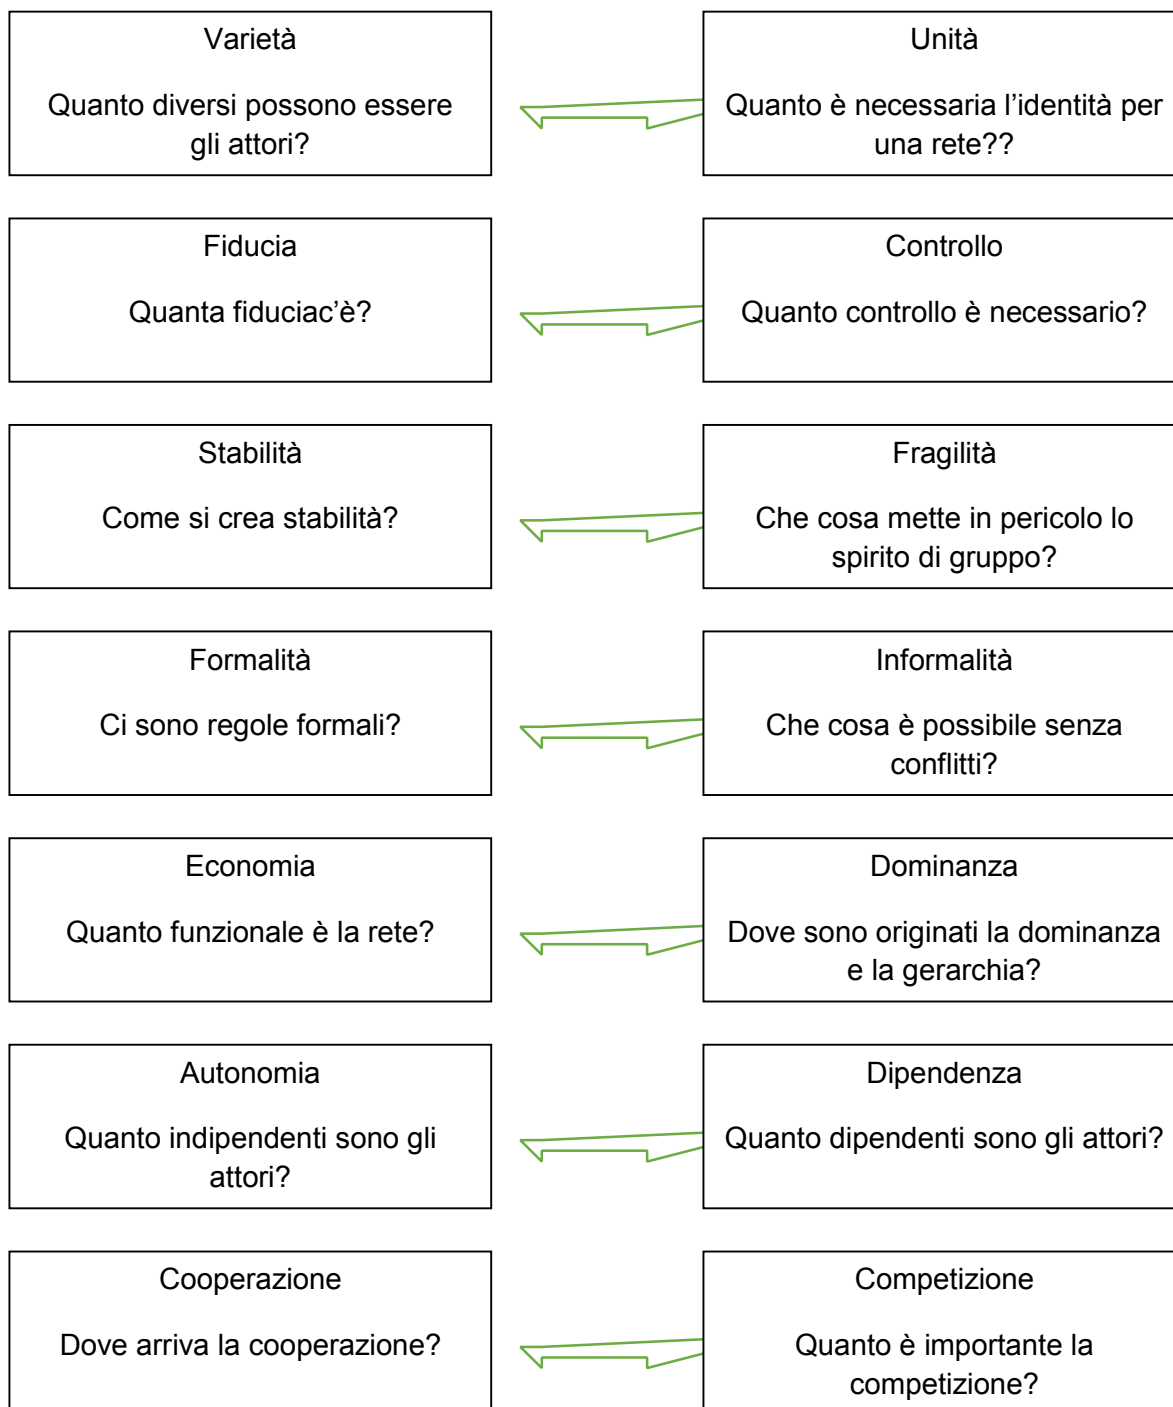 Varietà
Quanto diversi possono essere
gli attori?
Unità
Quanto è necessaria l’identità per
una rete??
Fiducia
Quanta fiduciac’è?
Controllo
Quanto controllo è necessario?
Stabilità
Come si crea stabilità?
Fragilità
Che cosa mette in pericolo lo
spirito di gruppo?
Formalità
Ci sono regole formali?
Informalità
Che cosa è possibile senza
conflitti?
Economia
Quanto funzionale è la rete?
Dominanza
Dove sono originati la dominanza
e la gerarchia?
Autonomia
Quanto indipendenti sono gli
attori?
Dipendenza
Quanto dipendenti sono gli attori?
Cooperazione
Dove arriva la cooperazione?
Competizione
Quanto è importante la
competizione?